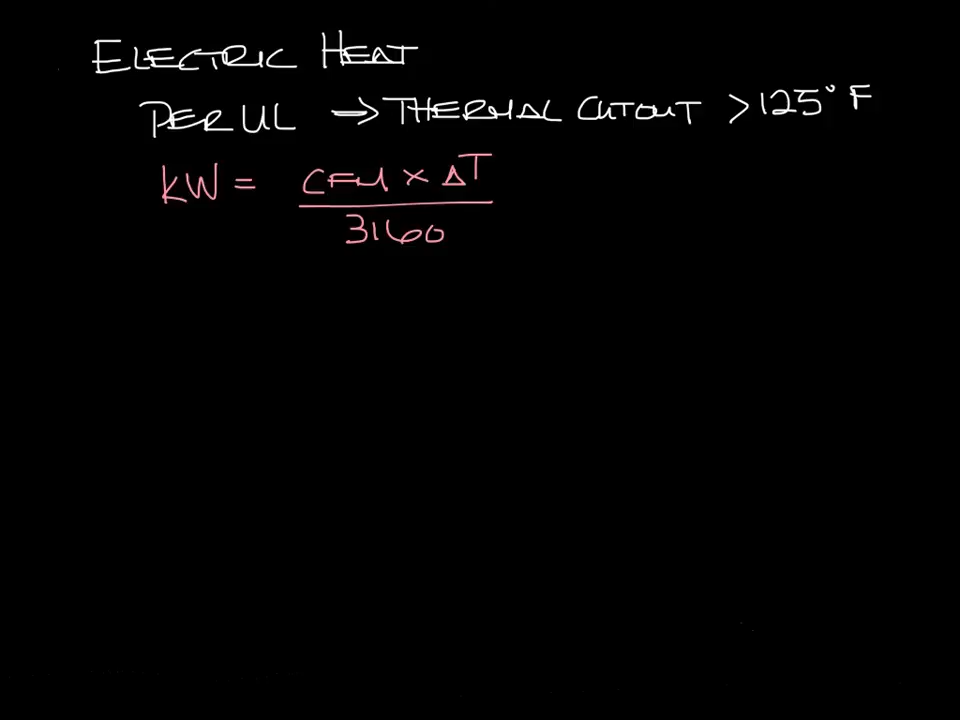 ELECTRIC HEAT
PER UL → THERMAL CUTOUT > 125° F
KW = CFM × ΔT
3160